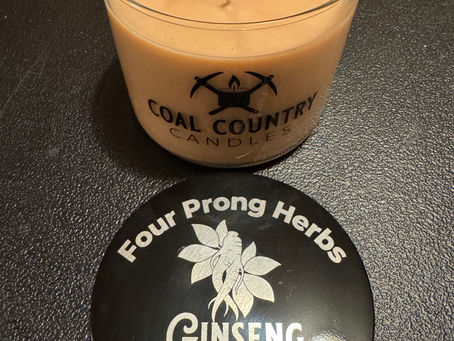 COAL COUNTRY
CANDLES
Four Prong Herbs
GINSENG